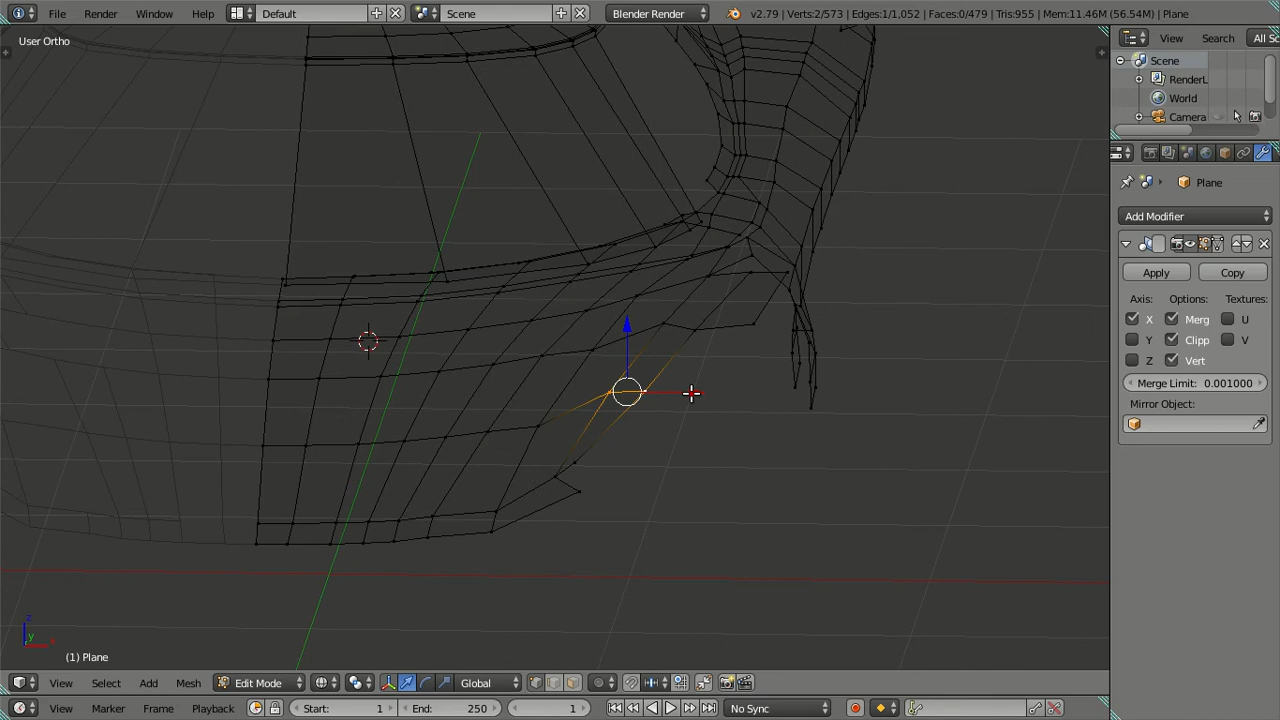 File Render Window Help Default Scene Blender Render v2.79 | Verts:2/573 | Edges:1/1,052 | Faces:0/479 | Tris:955 | Mem:11.46M (56.54M) | Plane
User Ortho
View Search All Sc
Scene
RenderL
World
Camera
Plane
Add Modifier
Apply Copy
Axis: Options: Textures:
X Merg U
Y Clipp V
Z Vert
Merge Limit: 0.001000
Mirror Object:
z
y x
(1) Plane
View Select Add Mesh Edit Mode Global
View Marker Frame Playback Start: 1 End: 250 1 No Sync